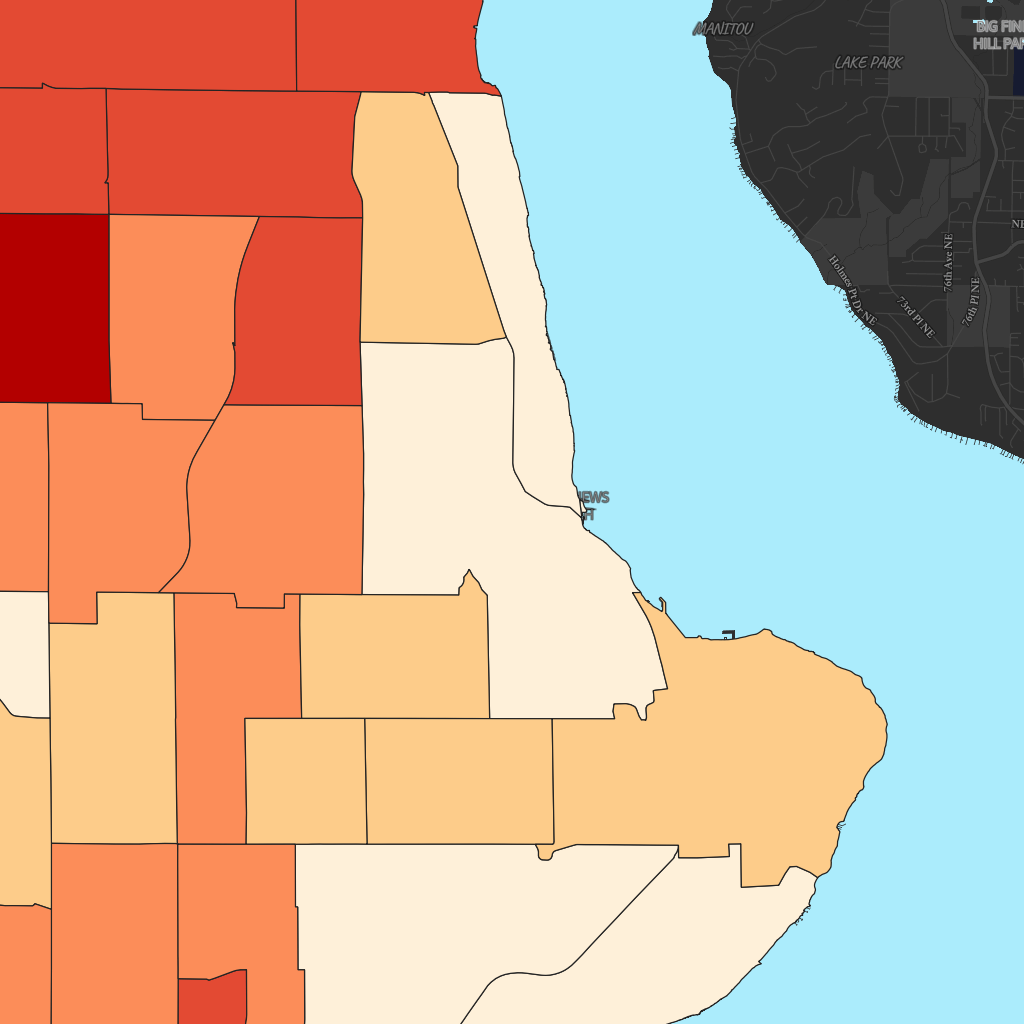 MANITOU
LAKE PARK
BIG FIN
HILL PA
NE
76th Ave NE
76th Pl NE
73rd Pl NE
Holmes Pt Dr NE